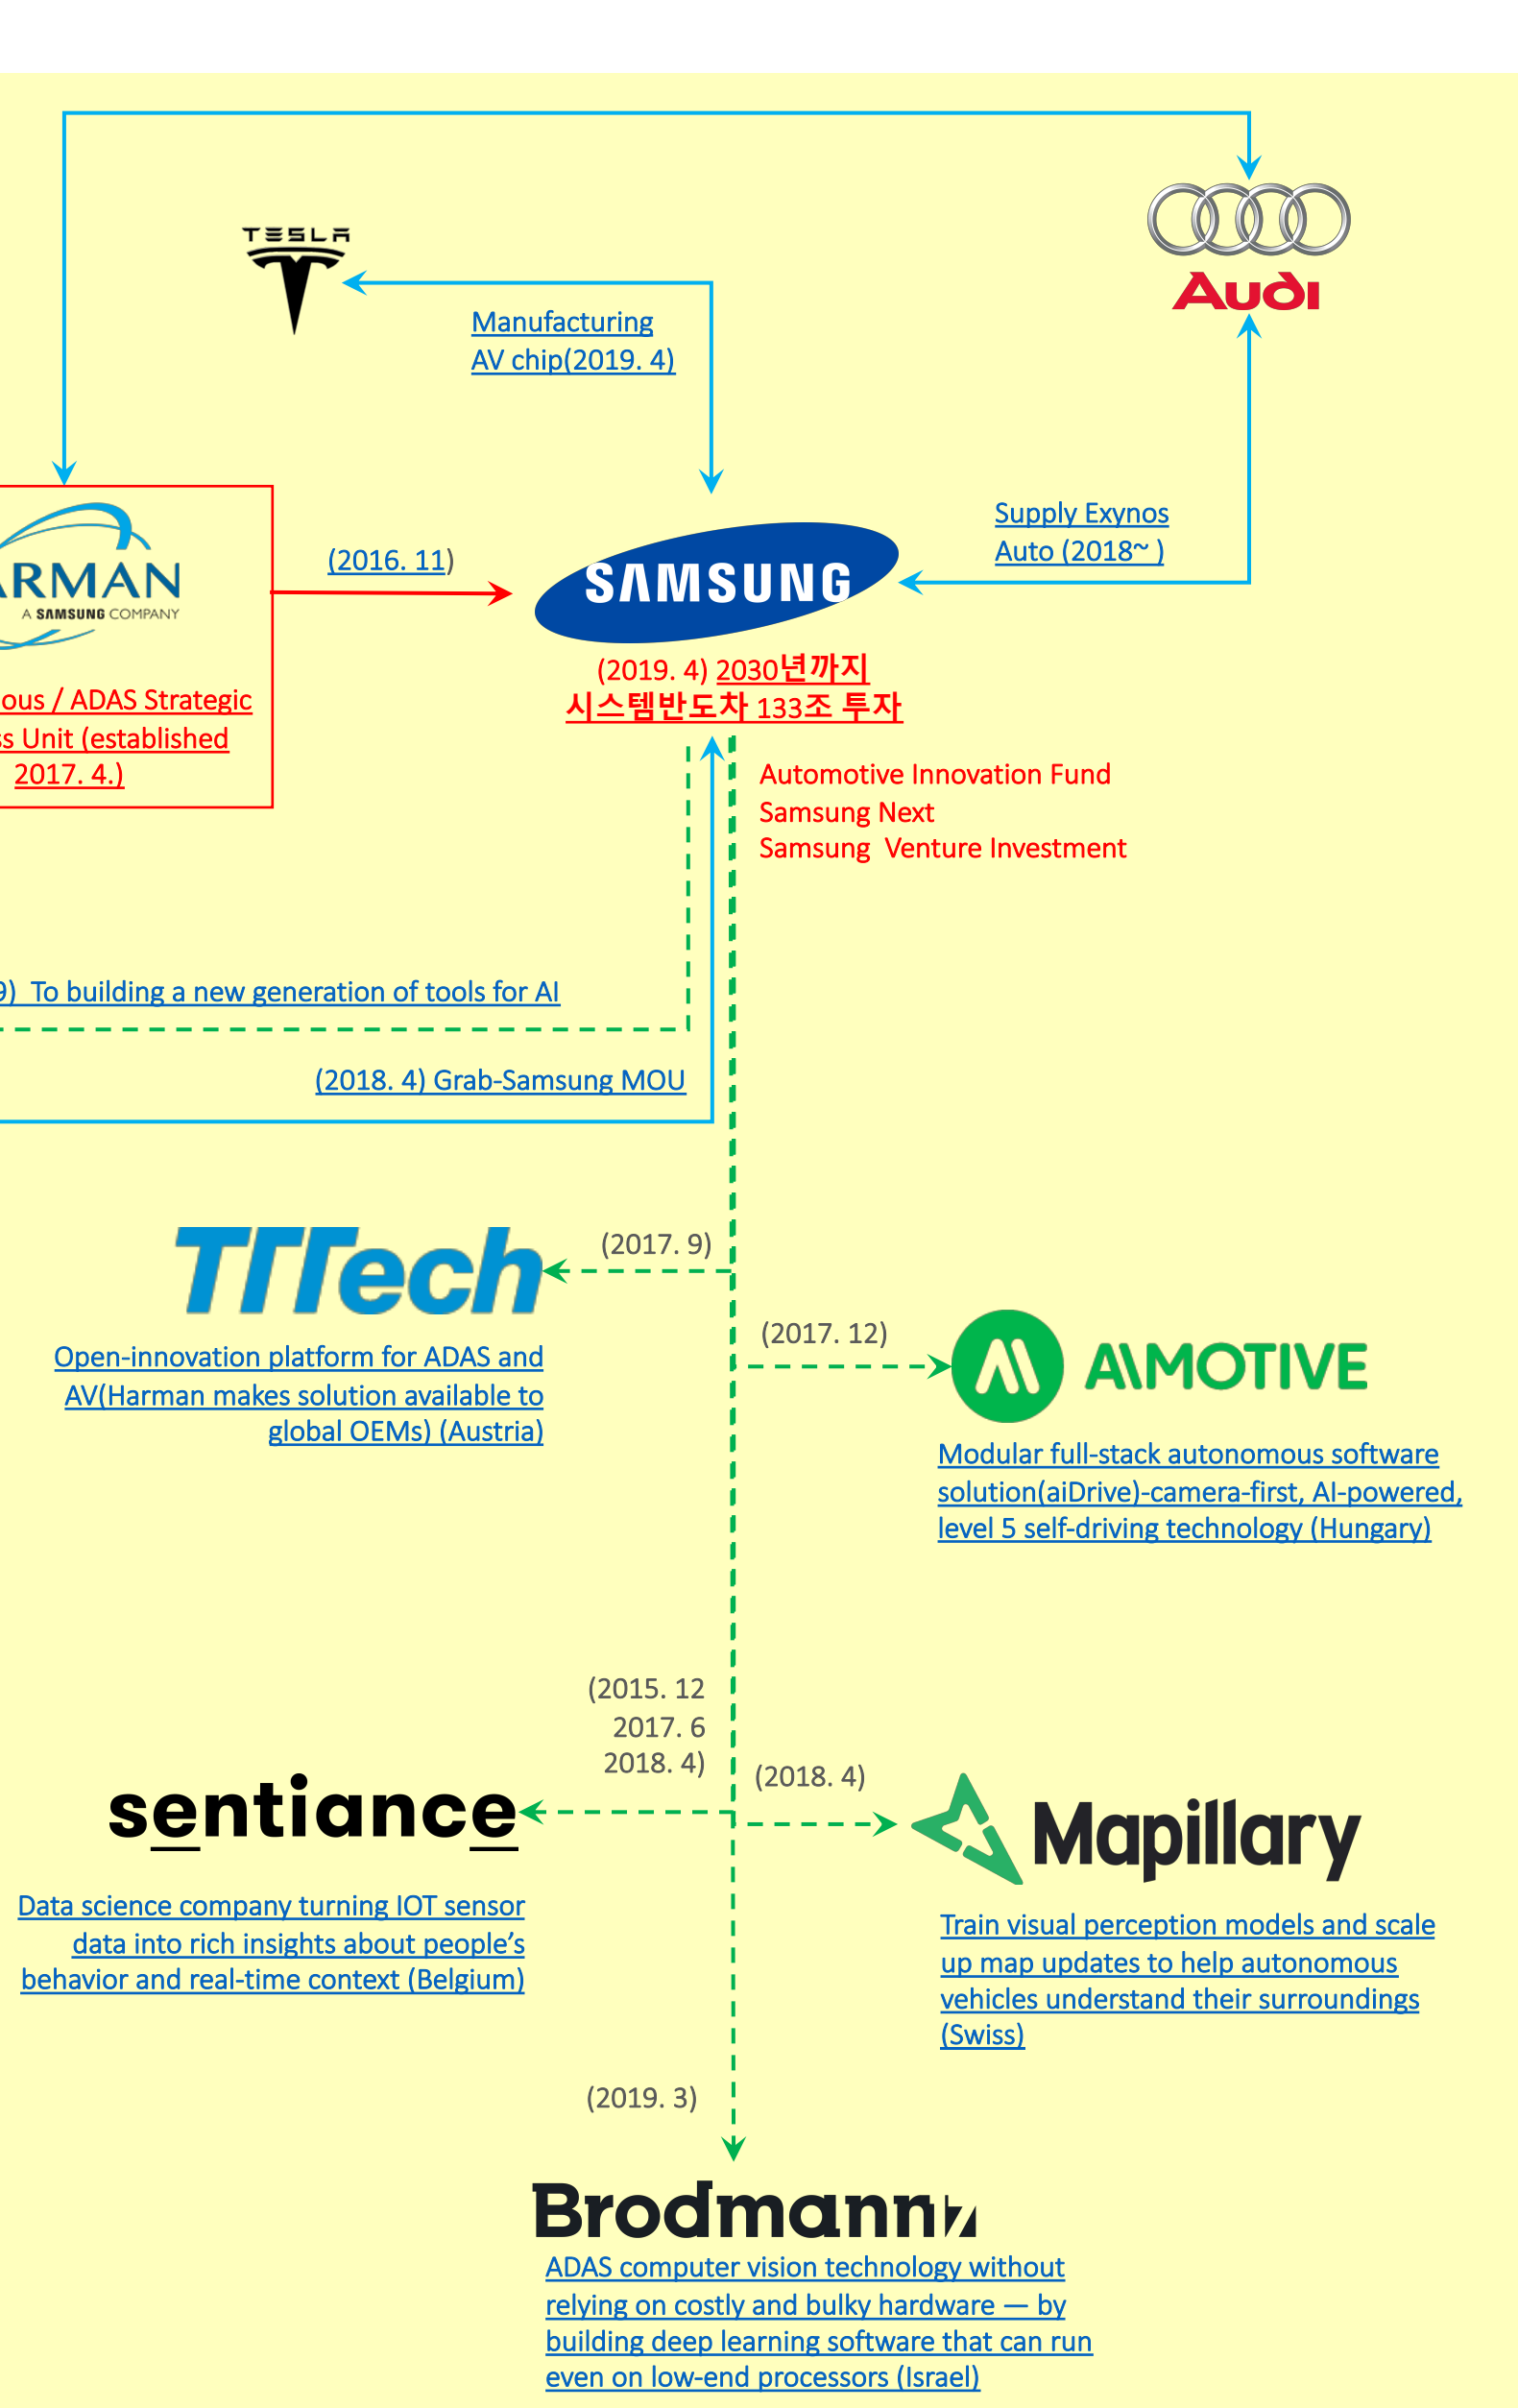 TESLA
Audi
Manufacturing
AV chip(2019. 4)
Supply Exynos
Auto (2018~ )
ARMAN
A SAMSUNG COMPANY
(2016. 11)
SAMSUNG
(2019. 4) 2030년까지
시스템반도차 133조 투자
ous / ADAS Strategic
s Unit (established
2017. 4.)
Automotive Innovation Fund
Samsung Next
Samsung  Venture Investment
9)  To building a new generation of tools for AI
(2018. 4) Grab-Samsung MOU
TTTech
(2017. 9)
Open-innovation platform for ADAS and
AV(Harman makes solution available to
global OEMs) (Austria)
(2017. 12)
AIMOTIVE
Modular full-stack autonomous software
solution(aiDrive)-camera-first, AI-powered,
level 5 self-driving technology (Hungary)
(2015. 12
2017. 6
2018. 4)
sentiance
Data science company turning IOT sensor
data into rich insights about people’s
behavior and real-time context (Belgium)
(2018. 4)
Mapillary
Train visual perception models and scale
up map updates to help autonomous
vehicles understand their surroundings
(Swiss)
(2019. 3)
Brodmann17
ADAS computer vision technology without
relying on costly and bulky hardware — by
building deep learning software that can run
even on low-end processors (Israel)